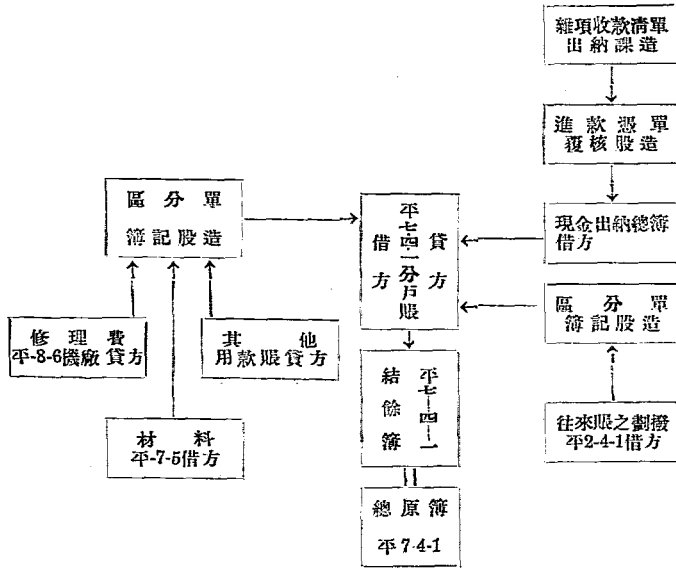 雜項收款淸單
出納課造
進款憑單
覆核股造
區分單
簿記股造
平七·四·一分戶賬
借方
貸方
現金出納總簿
借方
區分單
簿記股造
修理費
平-8-6機廠貸方
其他
用款賬貸方
材料
平-7-5借方
平七—四—一
結餘簿
往來賬之劃撥
平2-4-1借方
總原簿
平7-4-1